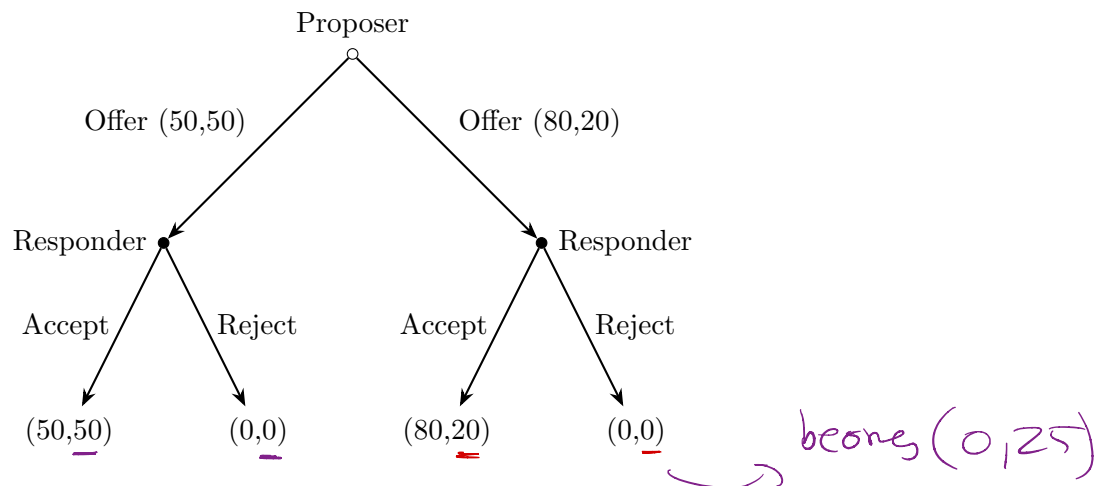 Proposer
Offer (50,50) Offer (80,20)
Responder Responder
Accept Reject Accept Reject
(50,50) (0,0) (80,20) (0,0) beomes (0,25)